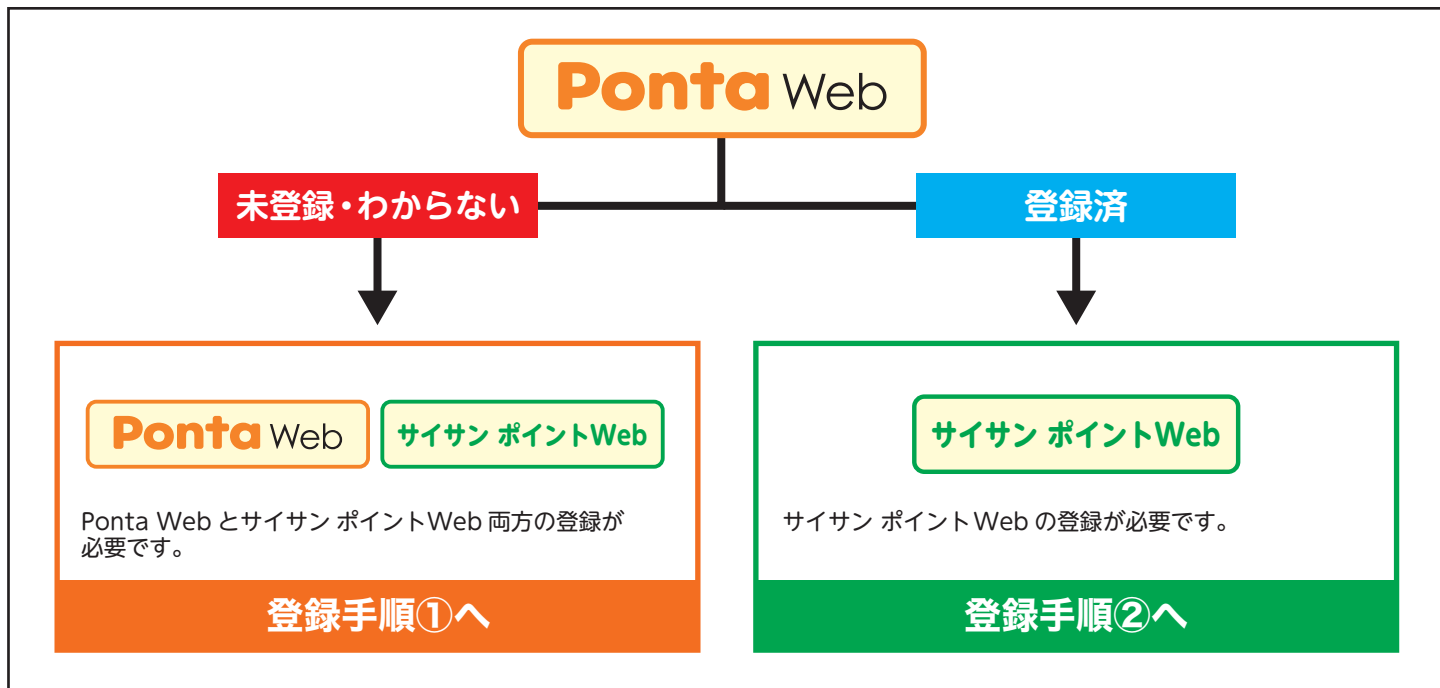 Ponta Web
未登録・わからない
登録済
Ponta Web
サイサン ポイントWeb
Ponta Web とサイサン ポイントWeb 両方の登録が
必要です。
登録手順①へ
サイサン ポイントWeb
サイサン ポイントWeb の登録が必要です。
登録手順②へ